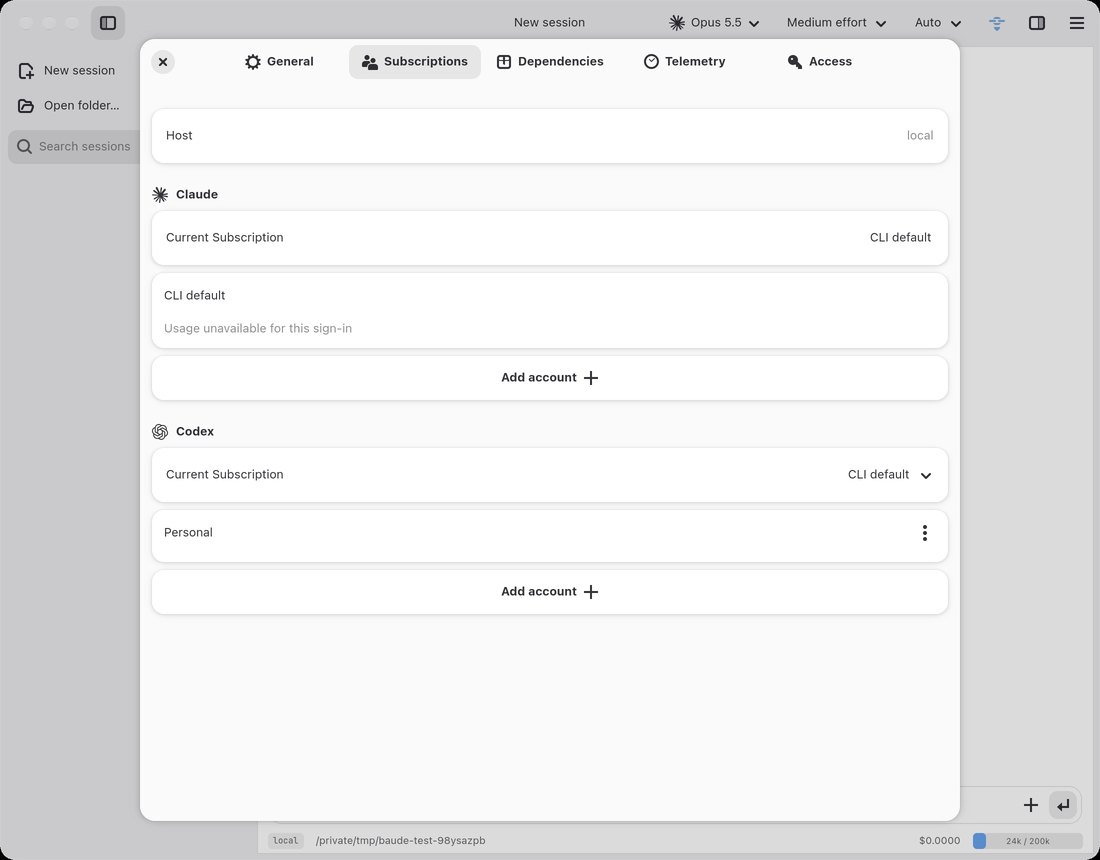 New session
Opus 5.5
Medium effort
Auto
General
Subscriptions
Dependencies
Telemetry
Access
New session
Open folder...
Search sessions
Host
local
Claude
Current Subscription
CLI default
CLI default
Usage unavailable for this sign-in
Add account
Codex
Current Subscription
CLI default
Personal
Add account
local
/private/tmp/baude-test-98ysazpb
$0.0000
24k / 200k